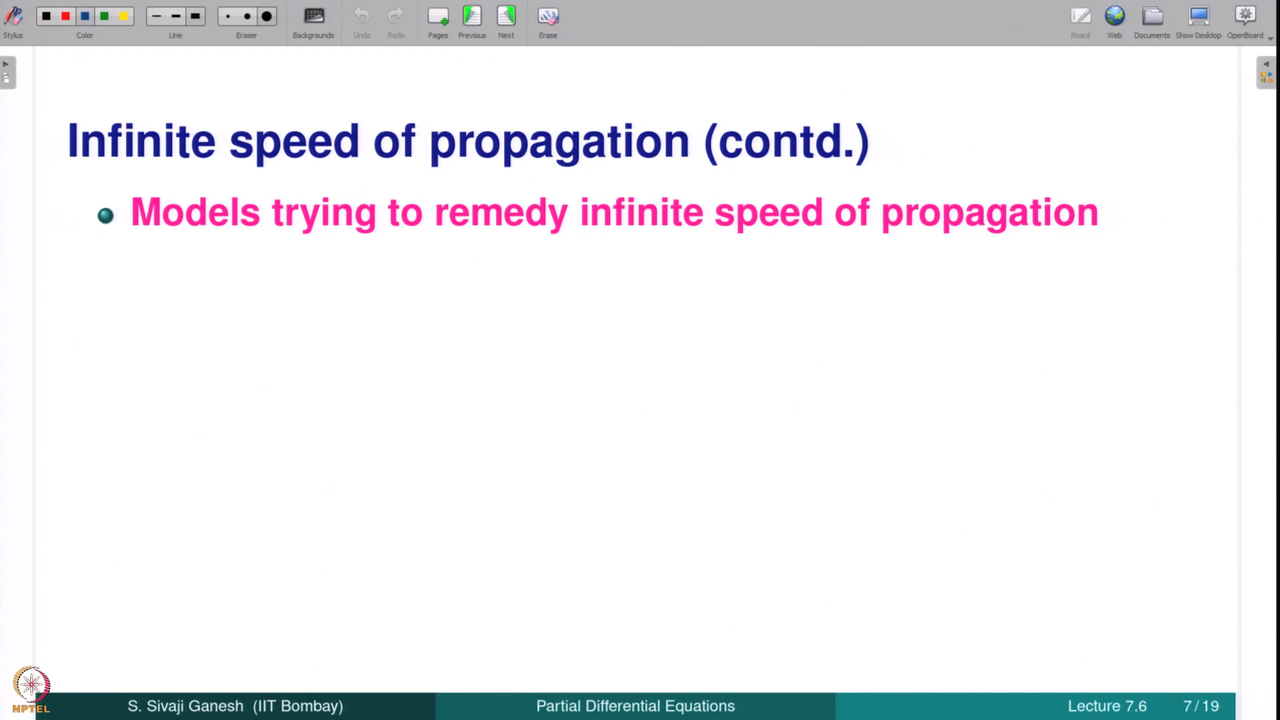 Stylus Color Line Eraser Backgrounds Undo Redo Pages Previous Next Erase Board Web Documents Show Desktop OpenBoard
Infinite speed of propagation (contd.)
Models trying to remedy infinite speed of propagation
NPTEL
S. Sivaji Ganesh (IIT Bombay) Partial Differential Equations Lecture 7.6 7/19